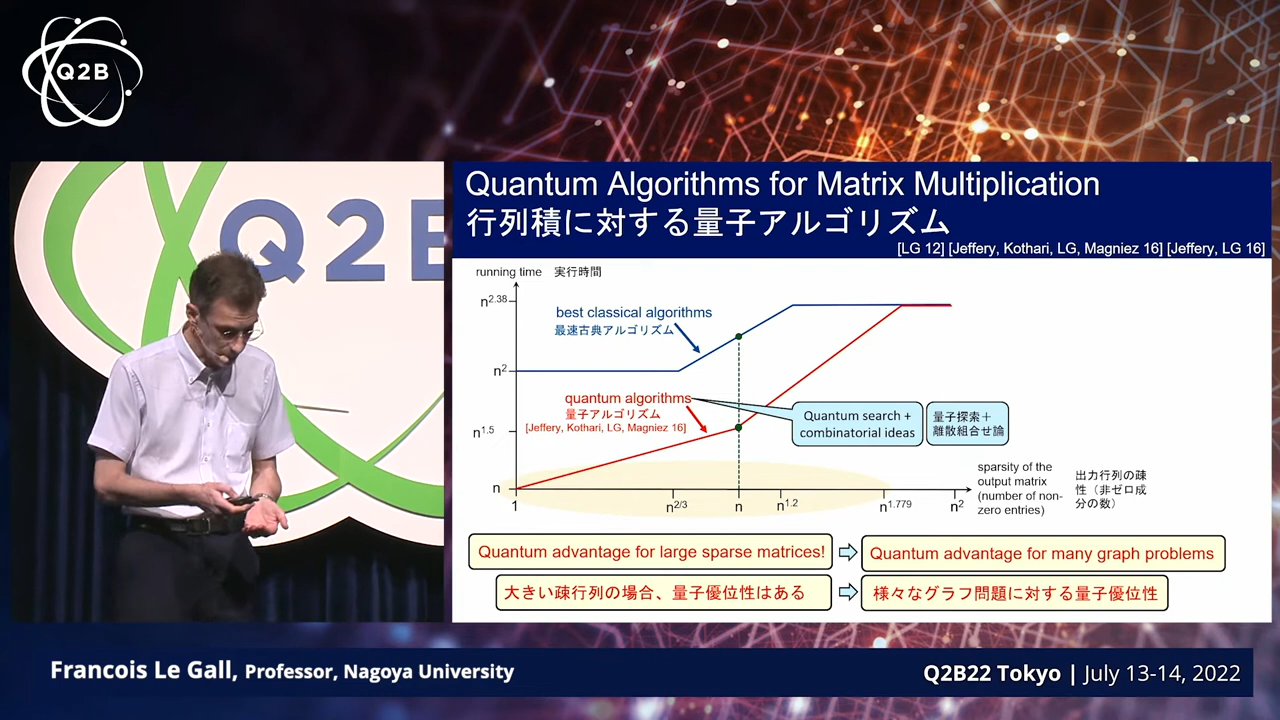 Q2B
Q2B
Quantum Algorithms for Matrix Multiplication
行列積に対する量子アルゴリズム
[LG 12] [Jeffery, Kothari, LG, Magniez 16] [Jeffery, LG 16]
running time 実行時間
n^2.38
best classical algorithms
最速古典アルゴリズム
n^2
quantum algorithms
量子アルゴリズム
[Jeffery, Kothari, LG, Magniez 16]
Quantum search +
combinatorial ideas
量子探索＋
離散組合せ論
n^1.5
n
1
n^2/3
n
n^1.2
n^1.779
n^2
sparsity of the
output matrix
(number of non-
zero entries)
出力行列の疎
性（非ゼロ成
分の数）
Quantum advantage for large sparse matrices!
Quantum advantage for many graph problems
大きい疎行列の場合、量子優位性はある
様々なグラフ問題に対する量子優位性
Francois Le Gall, Professor, Nagoya University
Q2B22 Tokyo | July 13-14, 2022